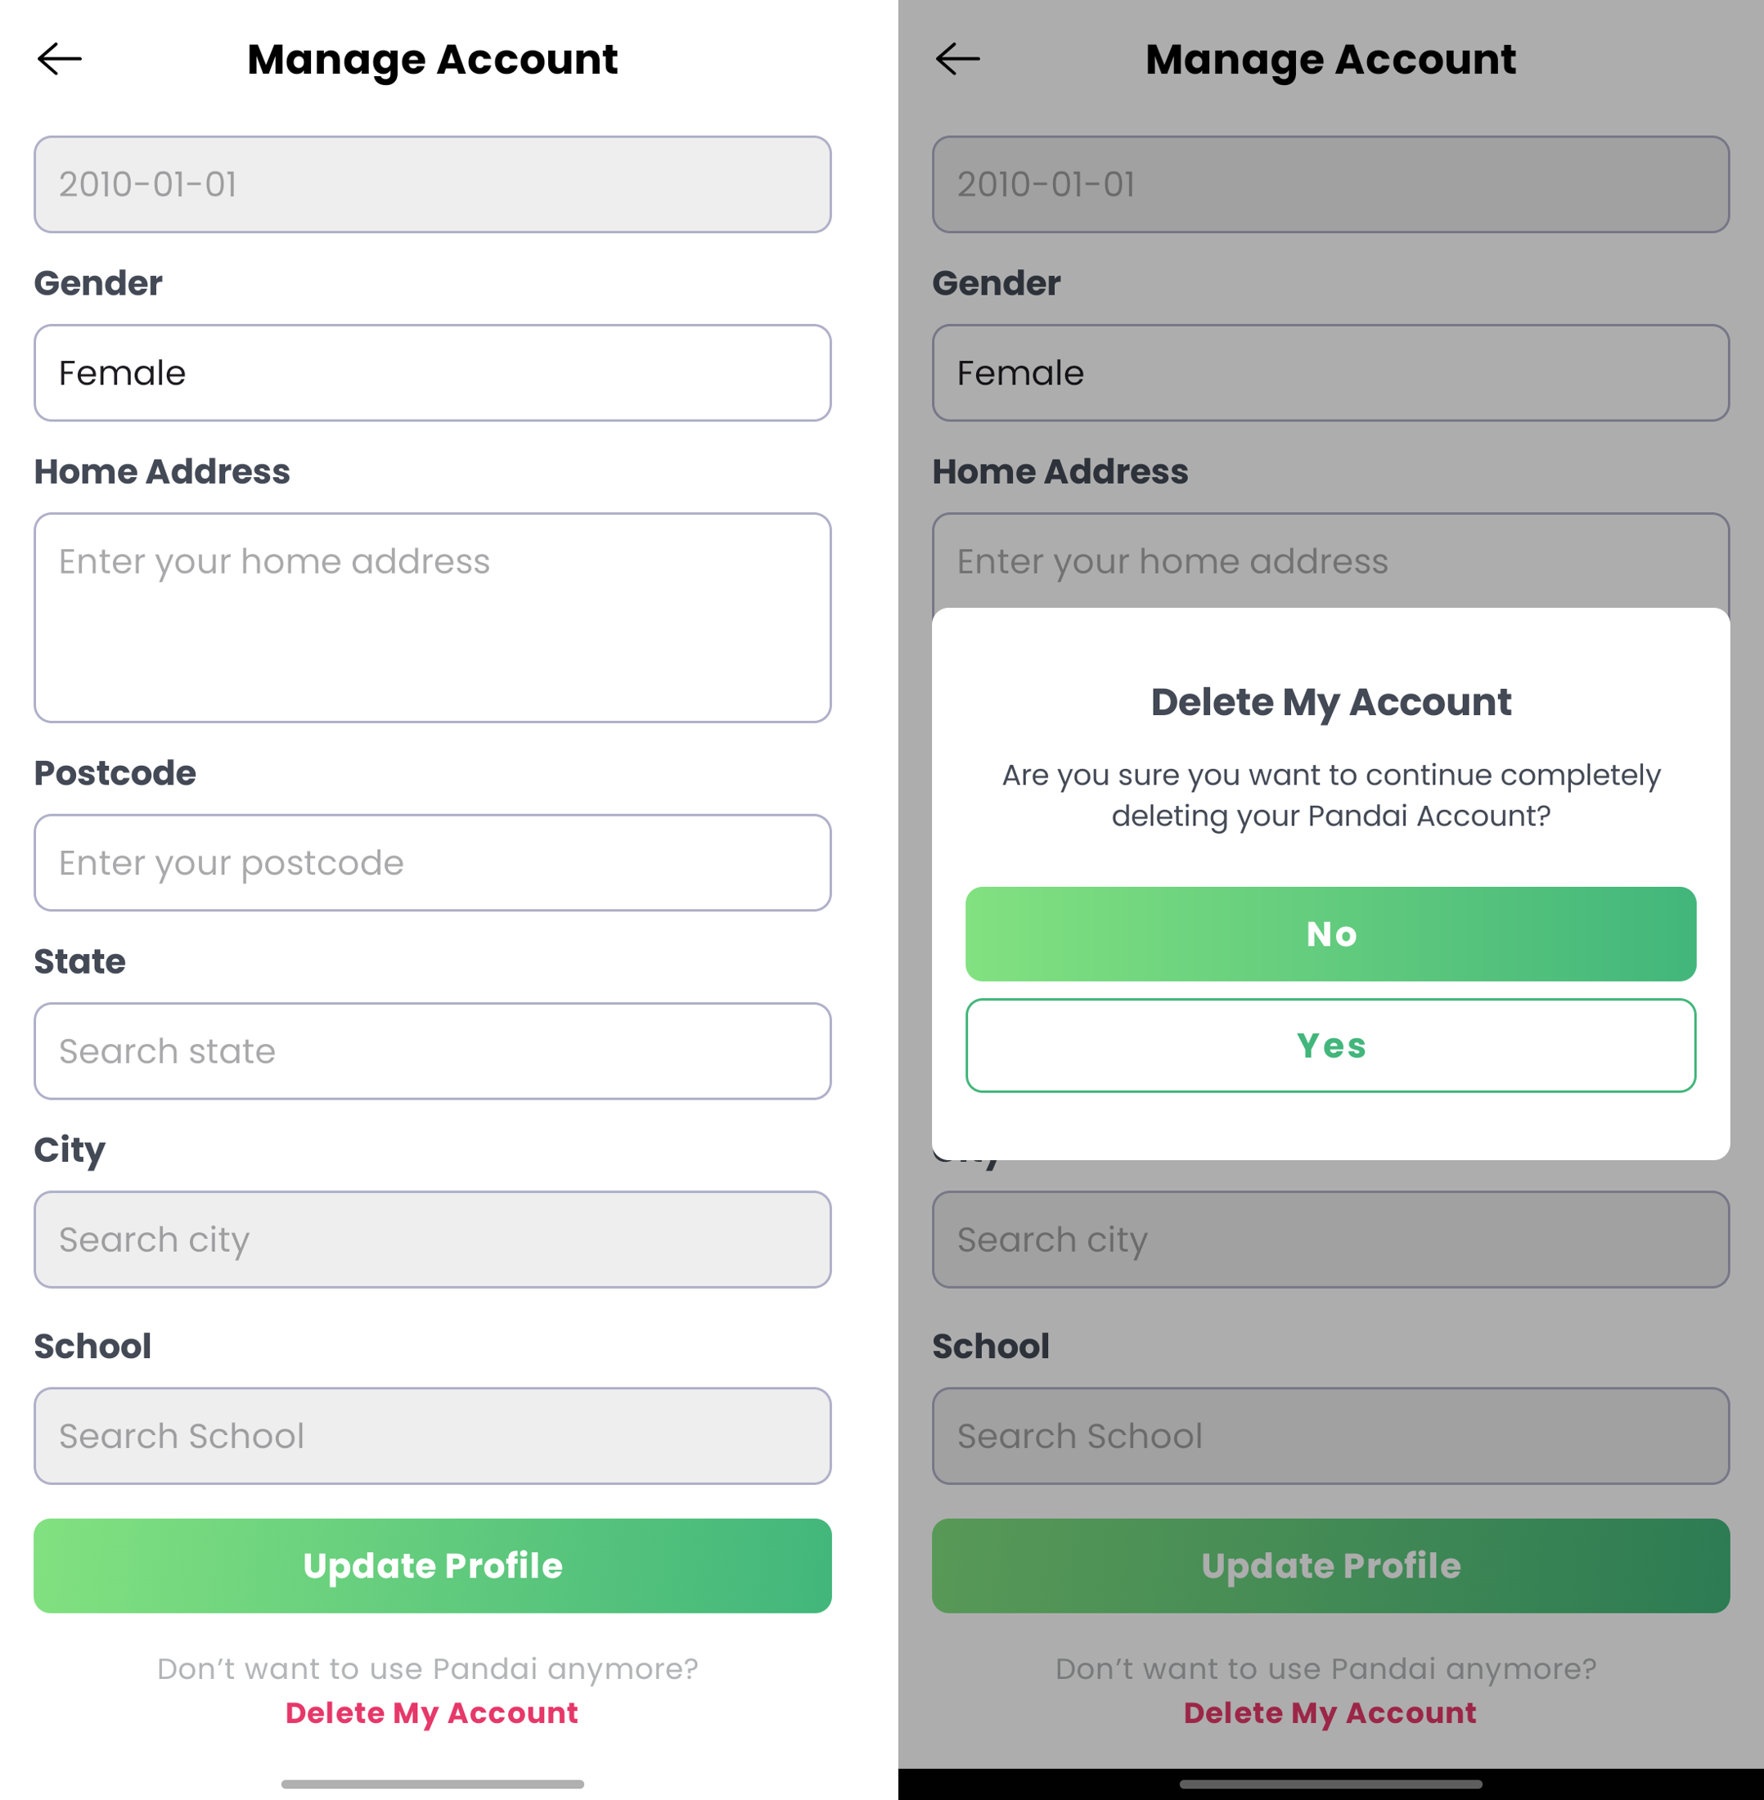 Manage Account
2010-01-01
Gender
Female
Home Address
Enter your home address
Postcode
Enter your postcode
State
Search state
City
Search city
School
Search School
Update Profile
Don't want to use Pandai anymore?
Delete My Account
Manage Account
2010-01-01
Gender
Female
Home Address
Enter your home address
Delete My Account
Are you sure you want to continue completely
deleting your Pandai Account?
No
Yes
Search city
School
Search School
Update Profile
Don't want to use Pandai anymore?
Delete My Account